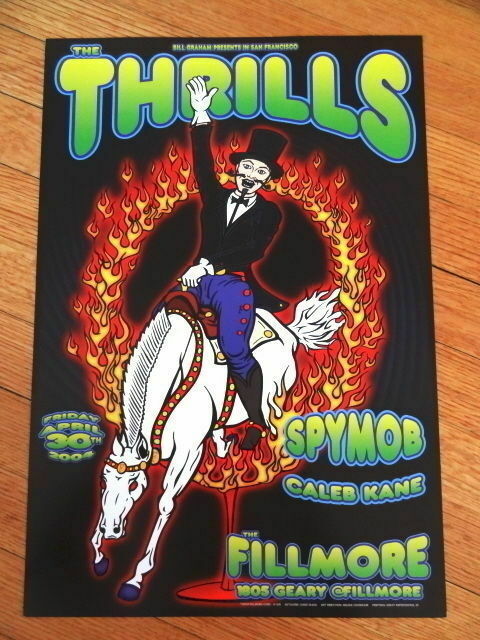 BILL GRAHAM PRESENTS IN SAN FRANCISCO
THE
THRILLS
FRIDAY
APRIL
30TH
2004
SPYMOB
CALEB KANE
THE
FILLMORE
1805 GEARY @FILLMORE